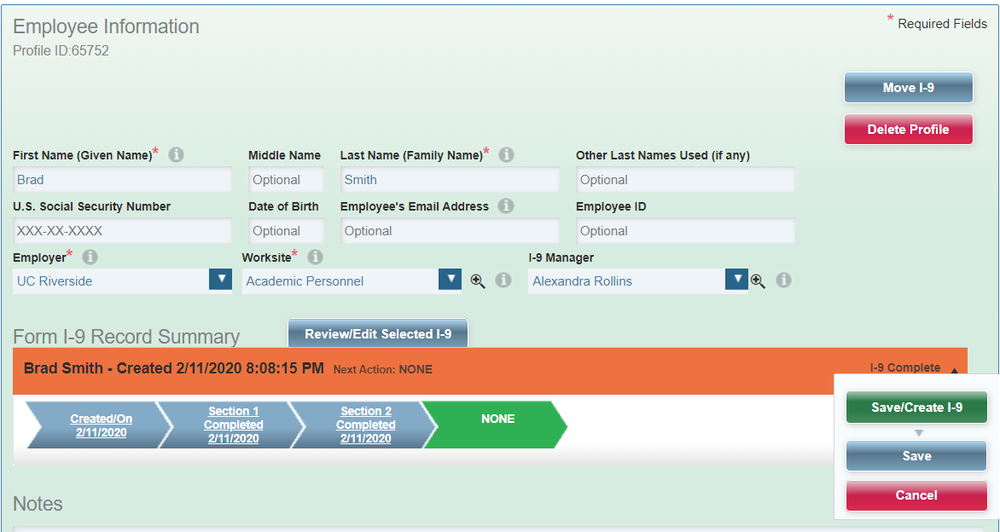 Employee Information
* Required Fields
Profile ID:65752
Move I-9
Delete Profile
First Name (Given Name)* Middle Name Last Name (Family Name)* Other Last Names Used (if any)
Brad Optional Smith Optional
U.S. Social Security Number Date of Birth Employee's Email Address Employee ID
XXX-XX-XXXX Optional Optional Optional
Employer* Worksite* I-9 Manager
UC Riverside Academic Personnel Alexandra Rollins
Form I-9 Record Summary Review/Edit Selected I-9
Brad Smith - Created 2/11/2020 8:08:15 PM Next Action: NONE I-9 Complete
Created/On
2/11/2020
Section 1
Completed
2/11/2020
Section 2
Completed
2/11/2020
NONE
Save/Create I-9
Save
Cancel
Notes